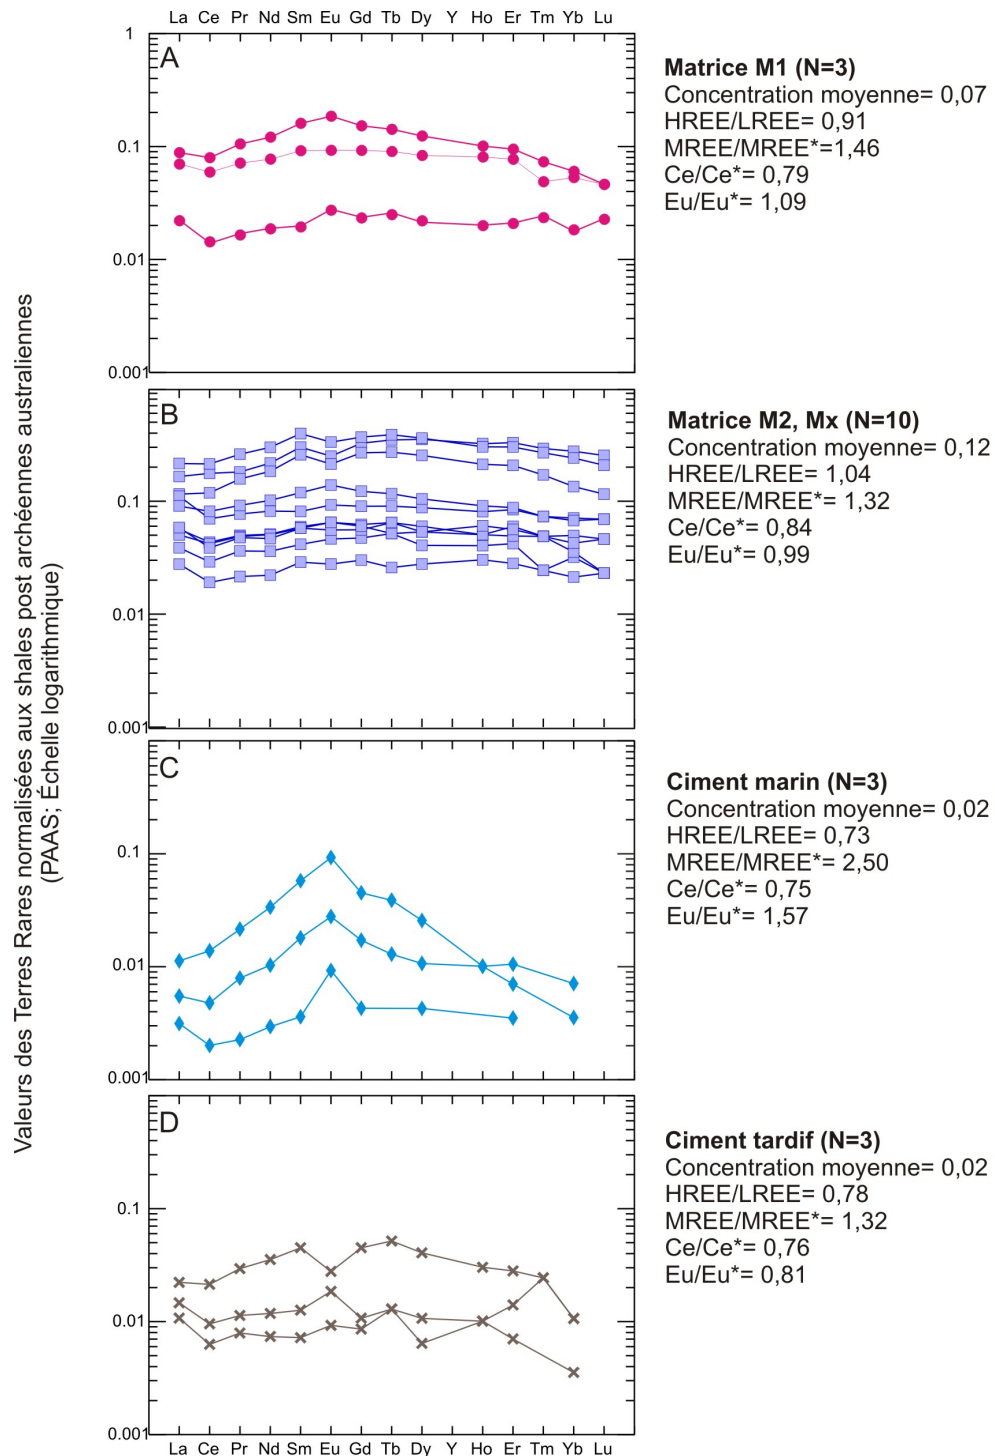 La Ce Pr Nd Sm Eu Gd Tb Dy Y Ho Er Tm Yb Lu
Valeurs des Terres Rares normalisées aux shales post archéennes australiennes
(PAAS; Échelle logarithmique)
A
1
0.1
0.01
0.001
Matrice M1 (N=3)
Concentration moyenne= 0,07
HREE/LREE= 0,91
MREE/MREE*=1,46
Ce/Ce*= 0,79
Eu/Eu*= 1,09
B
0.1
0.01
0.001
Matrice M2, Mx (N=10)
Concentration moyenne= 0,12
HREE/LREE= 1,04
MREE/MREE*= 1,32
Ce/Ce*= 0,84
Eu/Eu*= 0,99
C
0.1
0.01
0.001
Ciment marin (N=3)
Concentration moyenne= 0,02
HREE/LREE= 0,73
MREE/MREE*= 2,50
Ce/Ce*= 0,75
Eu/Eu*= 1,57
D
0.1
0.01
0.001
Ciment tardif (N=3)
Concentration moyenne= 0,02
HREE/LREE= 0,78
MREE/MREE*= 1,32
Ce/Ce*= 0,76
Eu/Eu*= 0,81
La Ce Pr Nd Sm Eu Gd Tb Dy Y Ho Er Tm Yb Lu